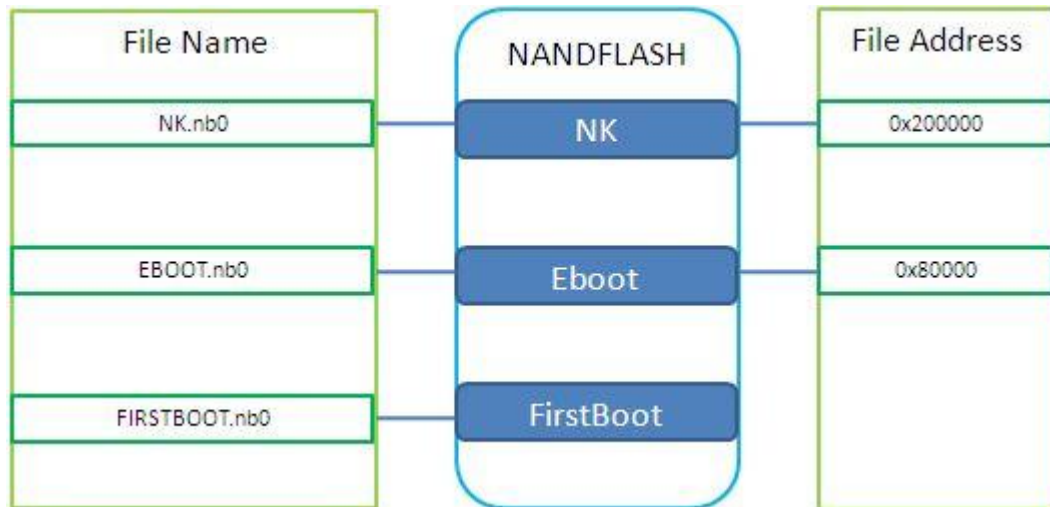 File Name
NANDFLASH
File Address
NK.nb0
NK
0x200000
EBOOT.nb0
Eboot
0x80000
FIRSTBOOT.nb0
FirstBoot